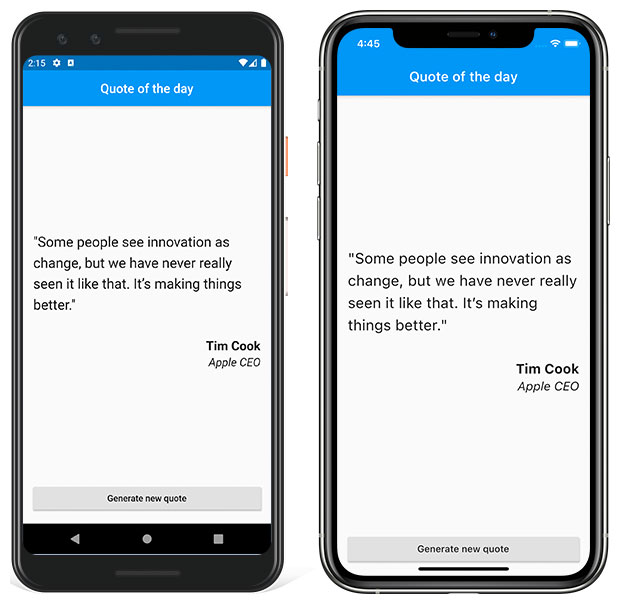 2:15
Quote of the day
"Some people see innovation as
change, but we have never really
seen it like that. It’s making things
better."
Tim Cook
Apple CEO
Generate new quote
4:45
Quote of the day
"Some people see innovation as
change, but we have never really
seen it like that. It’s making
things better."
Tim Cook
Apple CEO
Generate new quote